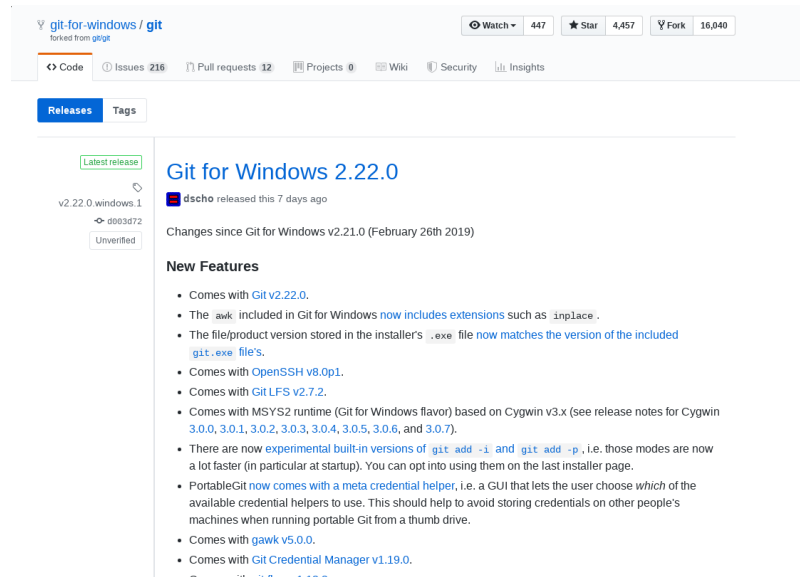 git-for-windows / git
forked from git/git
Watch 447 Star 4,457 Fork 16,040
Code Issues 216 Pull requests 12 Projects 0 Wiki Security Insights
Releases Tags
Latest release
v2.22.0.windows.1
d003d72
Unverified
Git for Windows 2.22.0
dscho released this 7 days ago
Changes since Git for Windows v2.21.0 (February 26th 2019)
New Features
Comes with Git v2.22.0.
The awk included in Git for Windows now includes extensions such as inplace.
The file/product version stored in the installer's .exe file now matches the version of the included
git.exe file's.
Comes with OpenSSH v8.0p1.
Comes with Git LFS v2.7.2.
Comes with MSYS2 runtime (Git for Windows flavor) based on Cygwin v3.x (see release notes for Cygwin
3.0.0, 3.0.1, 3.0.2, 3.0.3, 3.0.4, 3.0.5, 3.0.6, and 3.0.7).
There are now experimental built-in versions of git add -i and git add -p, i.e. those modes are now
a lot faster (in particular at startup). You can opt into using them on the last installer page.
PortableGit now comes with a meta credential helper, i.e. a GUI that lets the user choose which of the
available credential helpers to use. This should help to avoid storing credentials on other people's
machines when running portable Git from a thumb drive.
Comes with gawk v5.0.0.
Comes with Git Credential Manager v1.19.0.